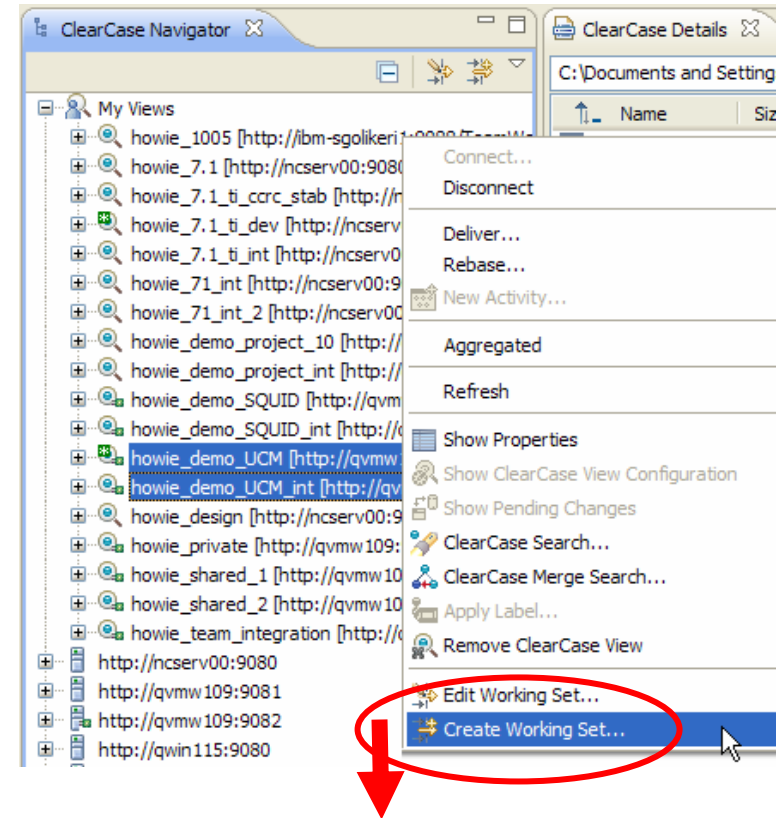 ClearCase Navigator
ClearCase Details
C:\Documents and Setting
Name
Siz
My Views
howie_1005 [http://ibm-sgolikeri1:9080/TeamWe
howie_7.1 [http://ncserv00:9080
howie_7.1_ti_ccrc_stab [http://n
howie_7.1_ti_dev [http://ncserv
howie_7.1_ti_int [http://ncserv0
howie_71_int [http://ncserv00:9
howie_71_int_2 [http://ncserv00
howie_demo_project_10 [http://
howie_demo_project_int [http://
howie_demo_SQUID [http://qvm
howie_demo_SQUID_int [http://q
howie_demo_UCM [http://qvmw
howie_demo_UCM_int [http://qv
howie_design [http://ncserv00:9
howie_private [http://qvmw109:
howie_shared_1 [http://qvmw10
howie_shared_2 [http://qvmw10
howie_team_integration [http://q
http://ncserv00:9080
http://qvmw109:9081
http://qvmw109:9082
http://qwin115:9080
Connect...
Disconnect
Deliver...
Rebase...
New Activity...
Aggregated
Refresh
Show Properties
Show ClearCase View Configuration
Show Pending Changes
ClearCase Search...
ClearCase Merge Search...
Apply Label...
Remove ClearCase View
Edit Working Set...
Create Working Set...